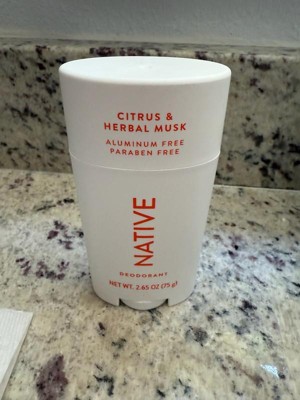 CITRUS &
HERBAL MUSK
ALUMINUM FREE
PARABEN FREE
NATIVE
DEODORANT
NET WT. 2.65 OZ (75 g)